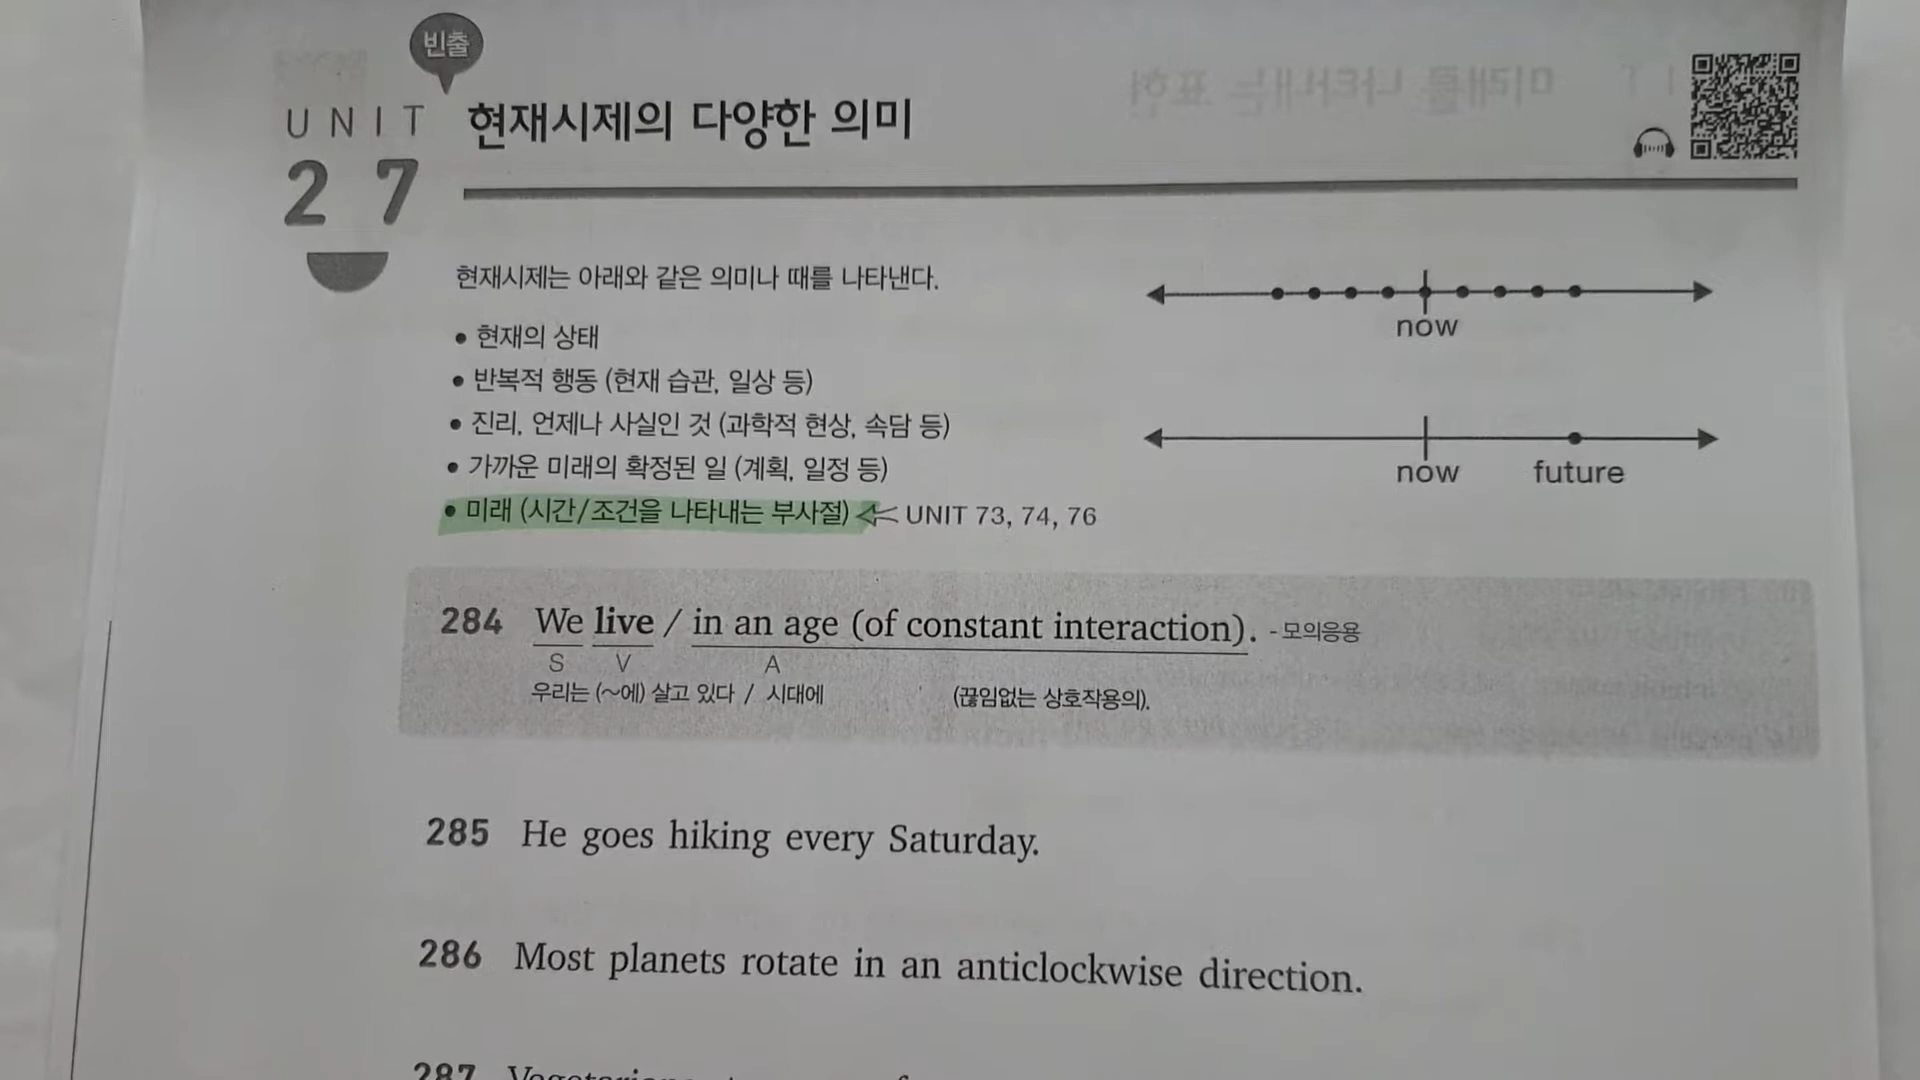 빈출
UNIT 27
현재시제의 다양한 의미
현재시제는 아래와 같은 의미나 때를 나타낸다.
• 현재의 상태
• 반복적 행동 (현재 습관, 일상 등)
• 진리, 언제나 사실인 것 (과학적 현상, 속담 등)
• 가까운 미래의 확정된 일 (계획, 일정 등)
• 미래 (시간/조건을 나타내는 부사절) UNIT 73, 74, 76
now
now future
284 We live / in an age (of constant interaction). - 모의응용
S V A
우리는 (~에) 살고 있다 / 시대에 (끊임없는 상호작용의).
285 He goes hiking every Saturday.
286 Most planets rotate in an anticlockwise direction.
287